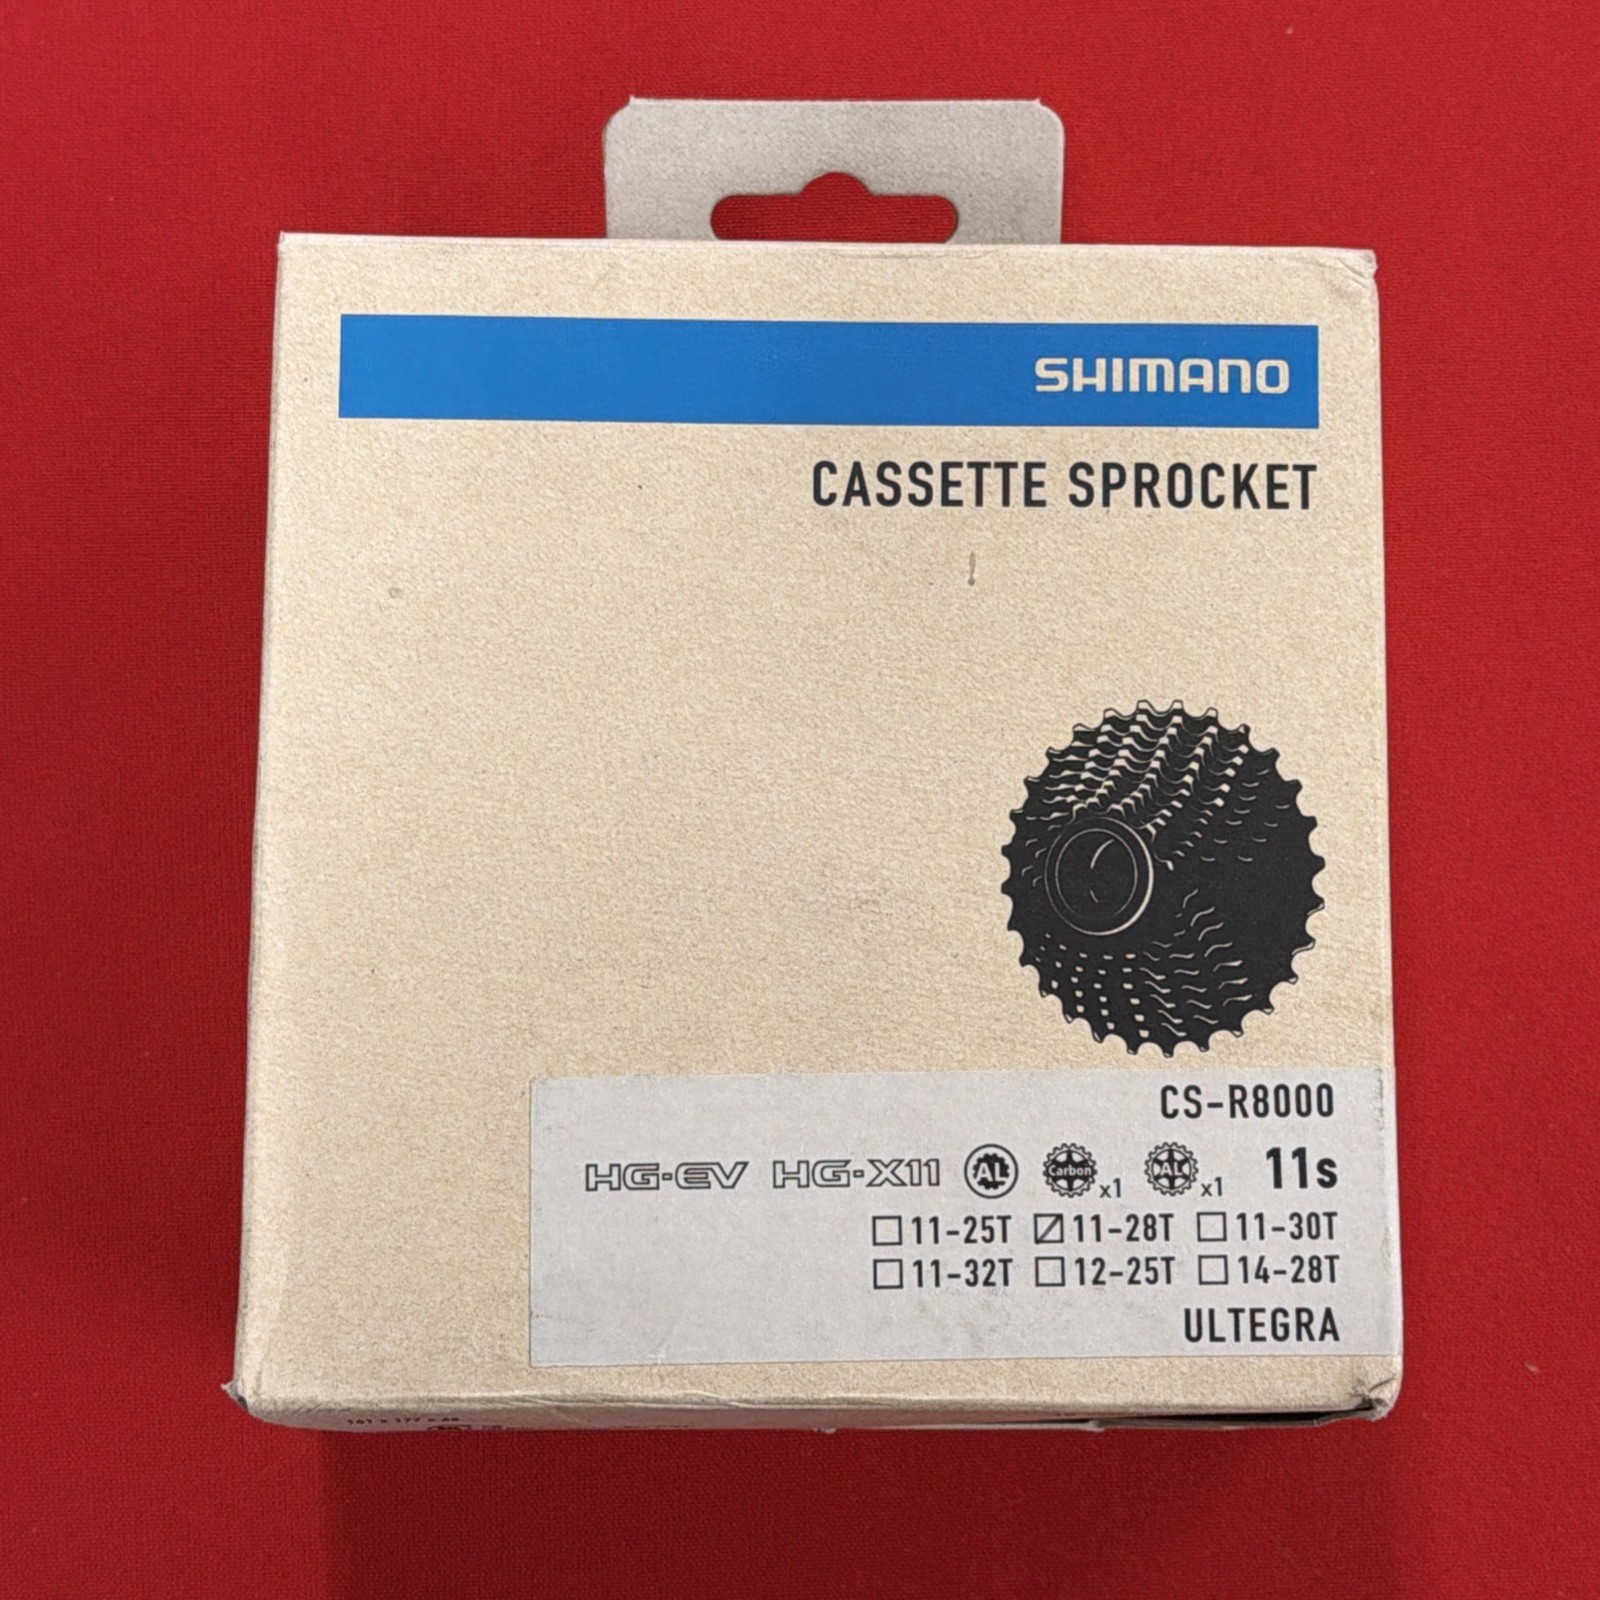 SHIMANO
CASSETTE SPROCKET
CS-R8000
HG-EV HG-X11 AL Carbon x1 AL x1 11s
11-25T 11-28T 11-30T
11-32T 12-25T 14-28T
ULTEGRA